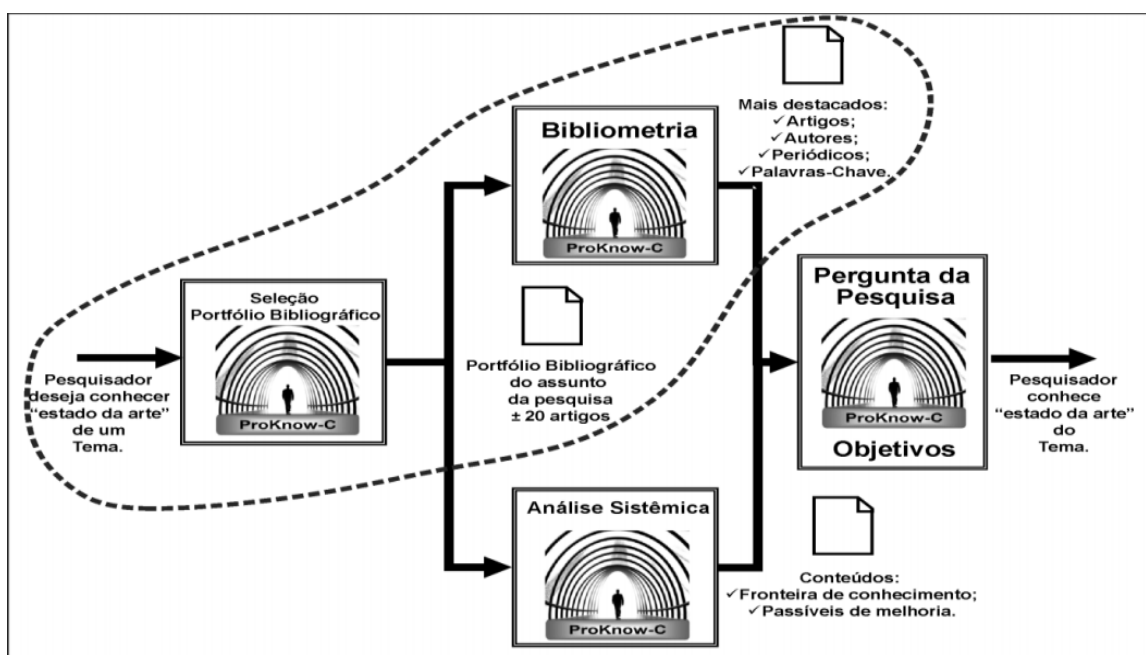 Pesquisador
deseja conhecer
“estado da arte”
de um
Tema.
Seleção
Portfólio Bibliográfico
ProKnow-C
Bibliometria
ProKnow-C
Mais destacados:
✓Artigos;
✓Autores;
✓Periódicos;
✓Palavras-Chave.
Portfólio Bibliográfico
do assunto
da pesquisa
± 20 artigos
Análise Sistêmica
ProKnow-C
Pergunta da
Pesquisa
ProKnow-C
Objetivos
Conteúdos:
✓Fronteira de conhecimento;
✓Passíveis de melhoria.
Pesquisador
conhece
“estado da arte”
do
Tema.